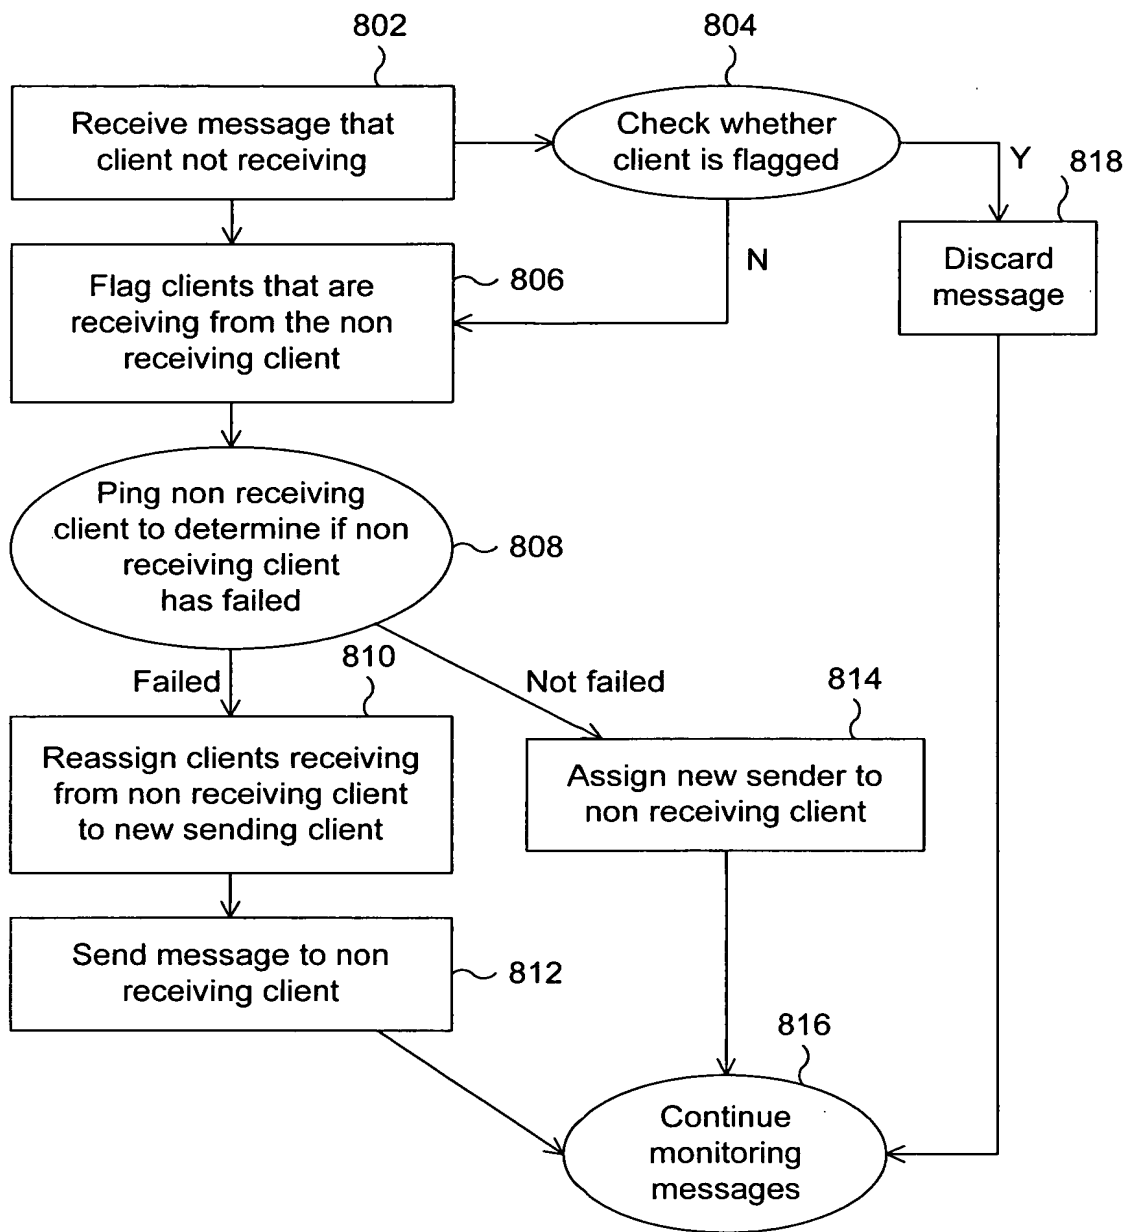 802
804
Receive message that
client not receiving
Check whether
client is flagged
Y
818
Flag clients that are
receiving from the non
receiving client
806
N
Discard
message
Ping non receiving
client to determine if non
receiving client
has failed
808
Failed
810
Not failed
814
Reassign clients receiving
from non receiving client
to new sending client
Assign new sender to
non receiving client
Send message to non
receiving client
812
816
Continue
monitoring
messages